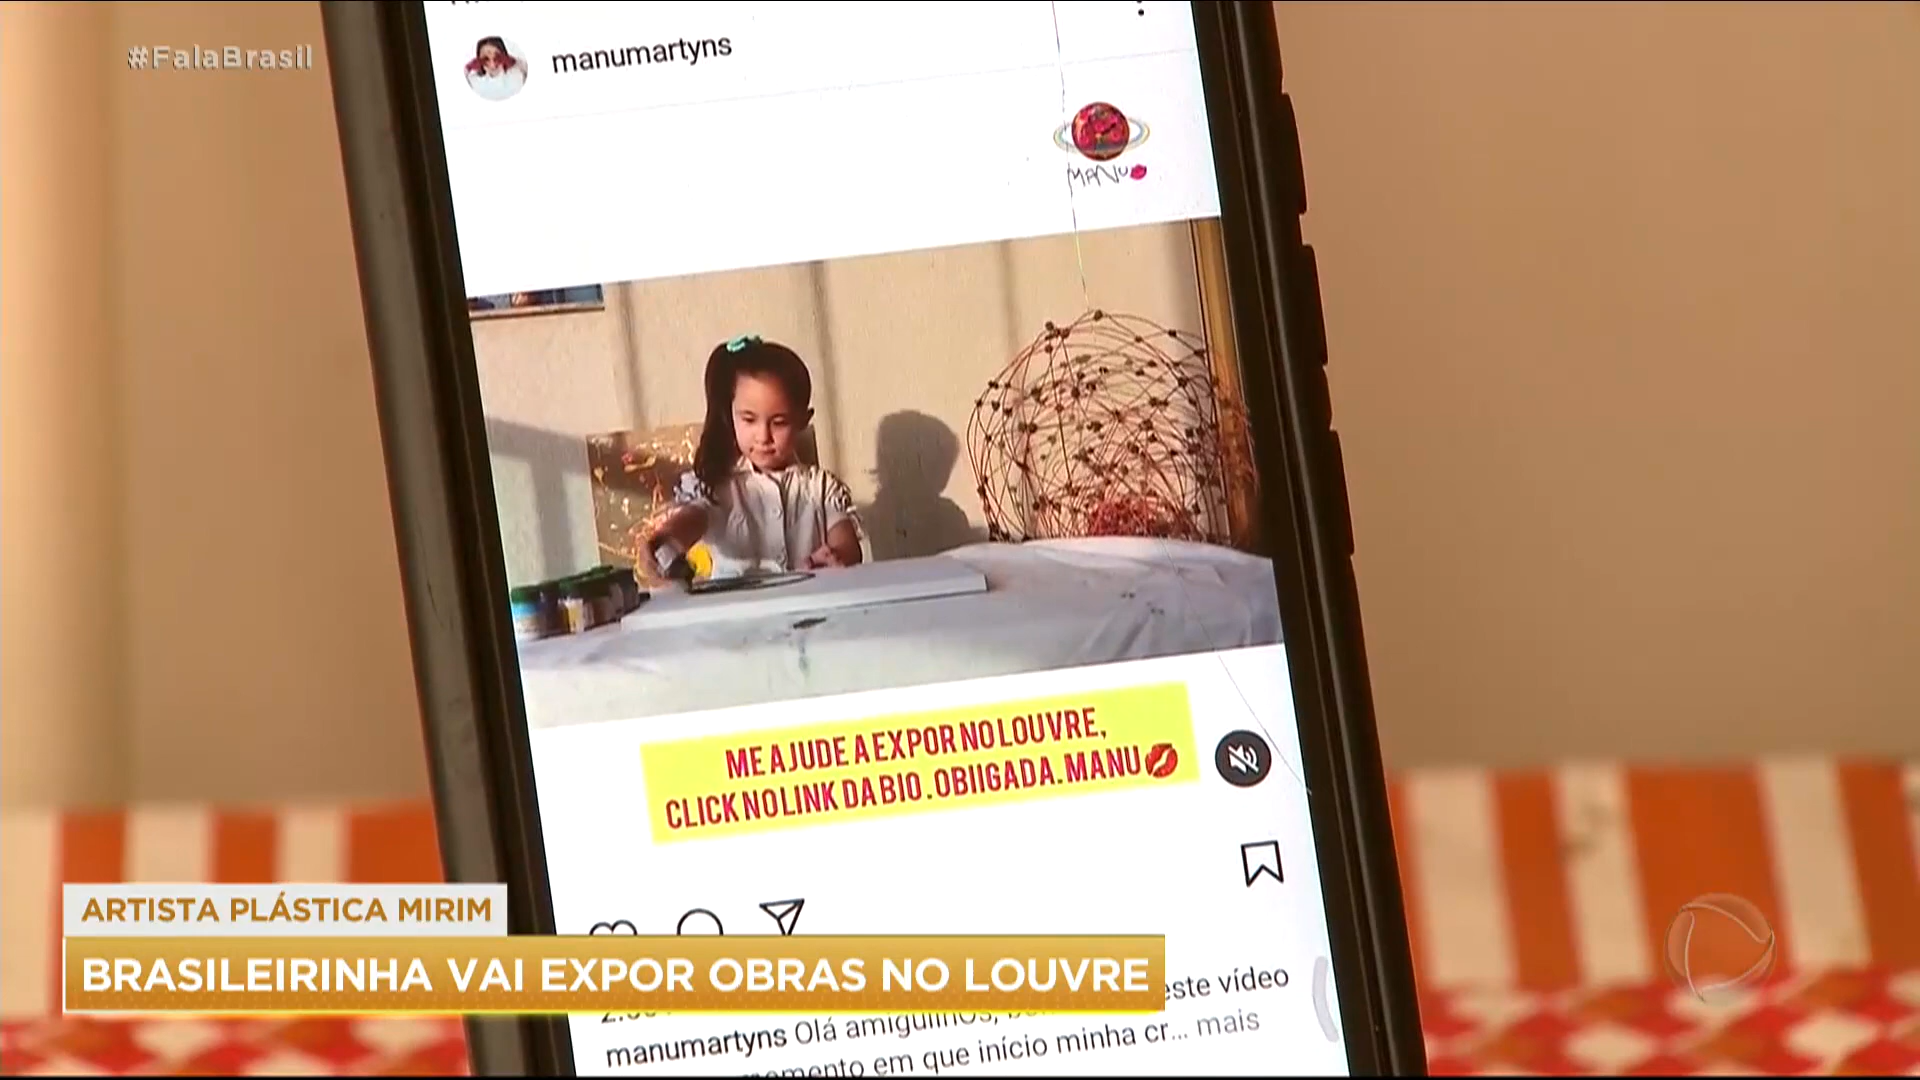 #FalaBrasil
manumartyns
MANU
ME AJUDE A EXPOR NO LOUVRE,
CLICK NO LINK DA BIO. OBIIGADA. MANU
ARTISTA PLÁSTICA MIRIM
BRASILEIRINHA VAI EXPOR OBRAS NO LOUVRE
este vídeo
manumartyns Olá amiguinhos,
em que início minha cr... mais